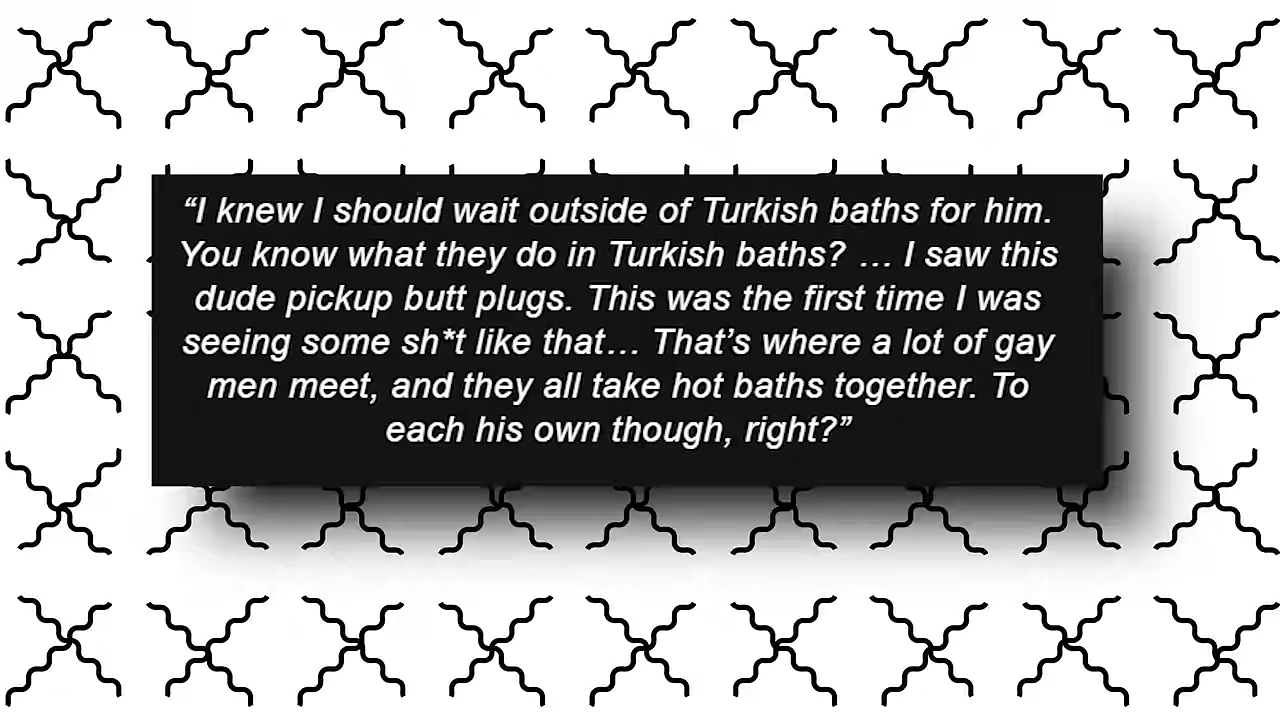 “I knew I should wait outside of Turkish baths for him.
You know what they do in Turkish baths? … I saw this
dude pickup butt plugs. This was the first time I was
seeing some sh*t like that… That’s where a lot of gay
men meet, and they all take hot baths together. To
each his own though, right?”